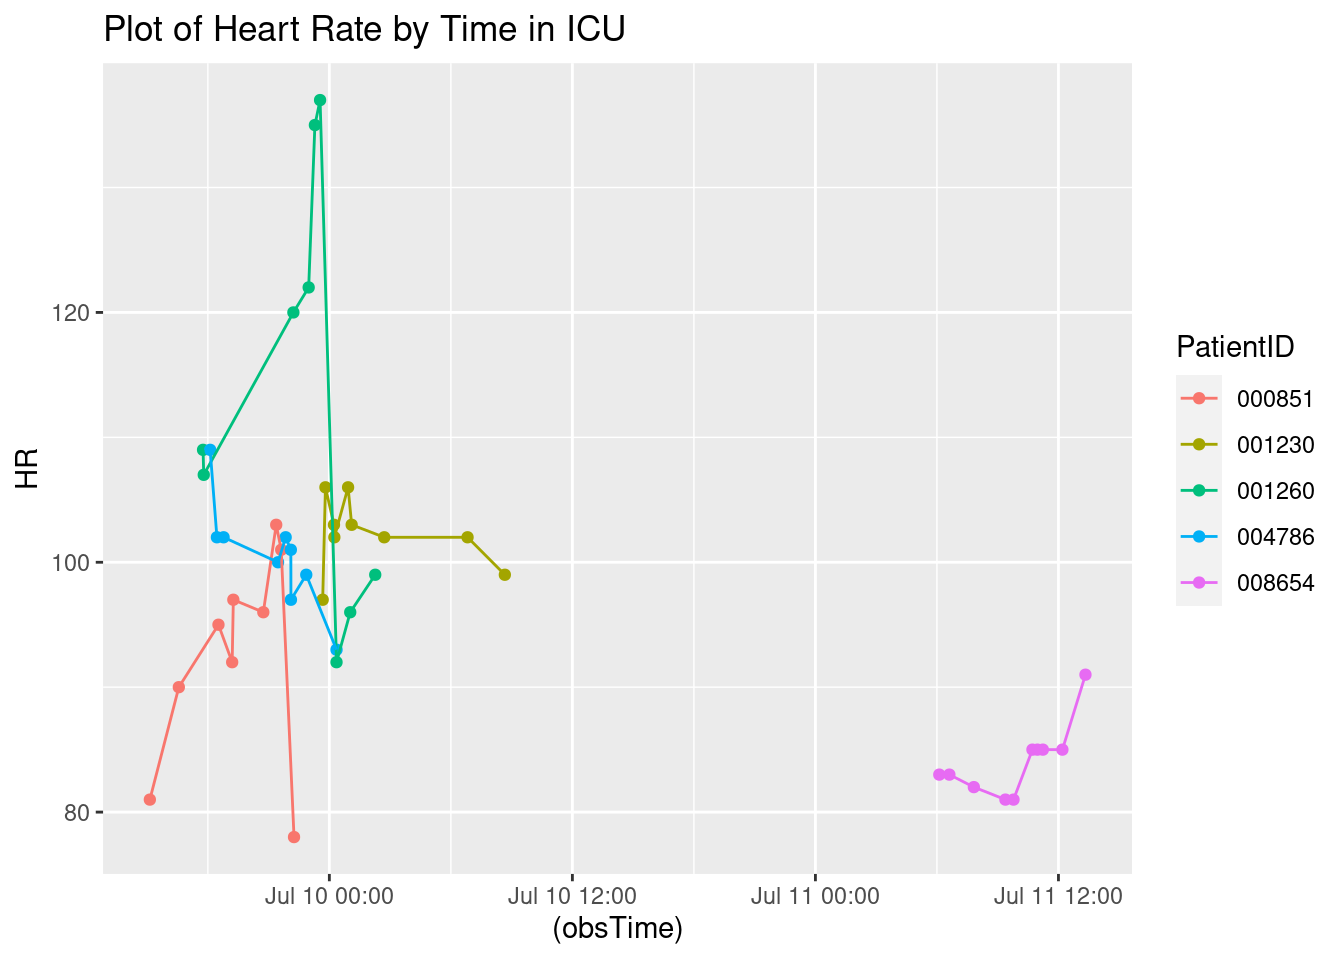 Plot of Heart Rate by Time in ICU
HR
120
100
80
Jul 10 00:00 Jul 10 12:00 Jul 11 00:00 Jul 11 12:00
(obsTime)
PatientID
000851
001230
001260
004786
008654